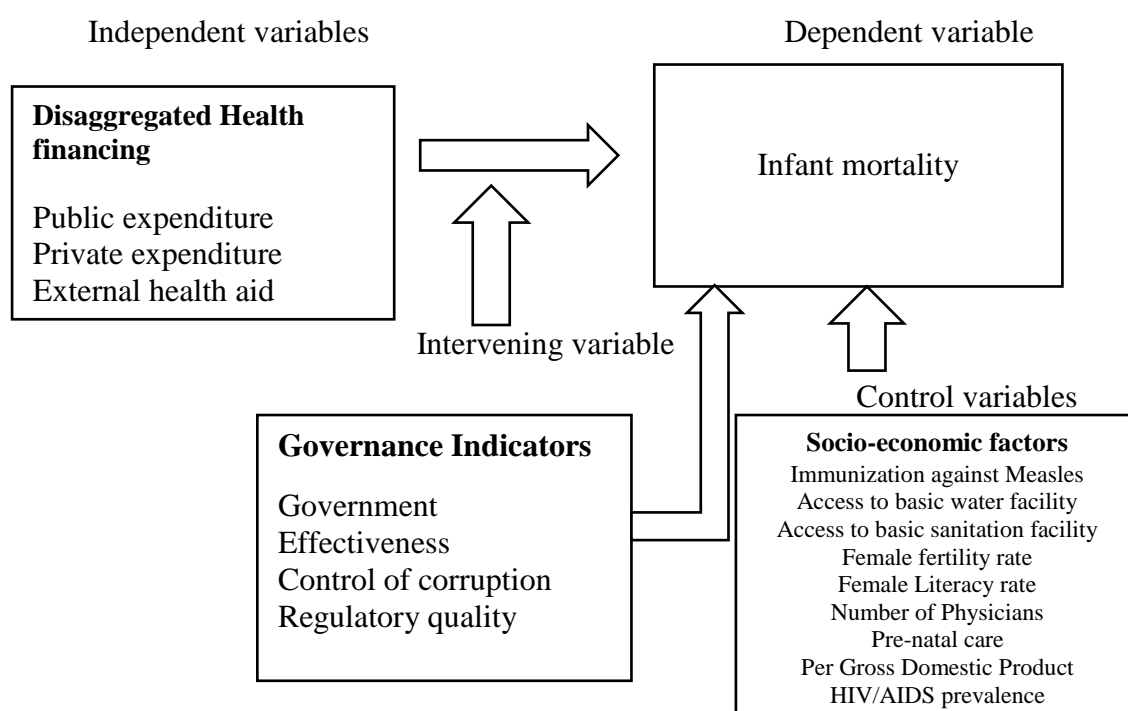 Independent variables
Dependent variable
Disaggregated Health
financing
Public expenditure
Private expenditure
External health aid
Infant mortality
Intervening variable
Control variables
Governance Indicators
Government
Effectiveness
Control of corruption
Regulatory quality
Socio-economic factors
Immunization against Measles
Access to basic water facility
Access to basic sanitation facility
Female fertility rate
Female Literacy rate
Number of Physicians
Pre-natal care
Per Gross Domestic Product
HIV/AIDS prevalence